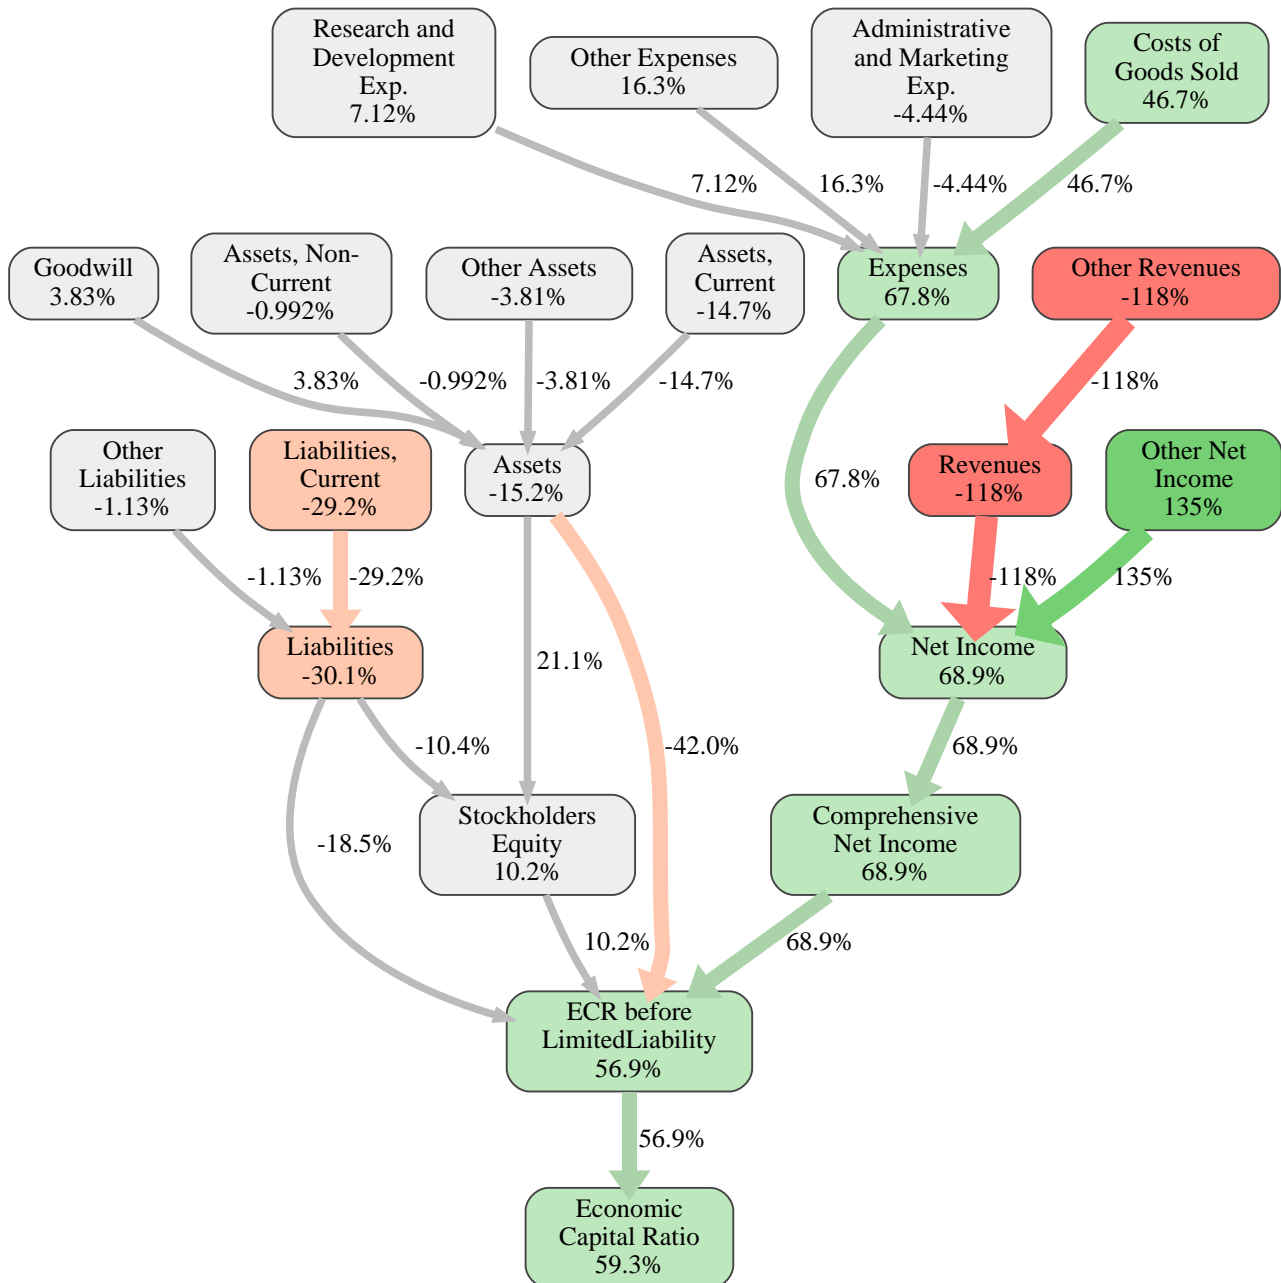 Research and
Development
Exp.
7.12%
Other Expenses
16.3%
Administrative
and Marketing
Exp.
-4.44%
Costs of
Goods Sold
46.7%
7.12%
16.3%
-4.44%
46.7%
Goodwill
3.83%
Assets, Non-
Current
-0.992%
Other Assets
-3.81%
Assets,
Current
-14.7%
Expenses
67.8%
Other Revenues
-118%
3.83%
-0.992%
-3.81%
-14.7%
-118%
Other
Liabilities
-1.13%
Liabilities,
Current
-29.2%
Assets
-15.2%
67.8%
Revenues
-118%
Other Net
Income
135%
-1.13%
-29.2%
-118%
135%
Liabilities
-30.1%
21.1%
Net Income
68.9%
-10.4%
-42.0%
68.9%
-18.5%
Stockholders
Equity
10.2%
Comprehensive
Net Income
68.9%
10.2%
68.9%
ECR before
LimitedLiability
56.9%
56.9%
Economic
Capital Ratio
59.3%